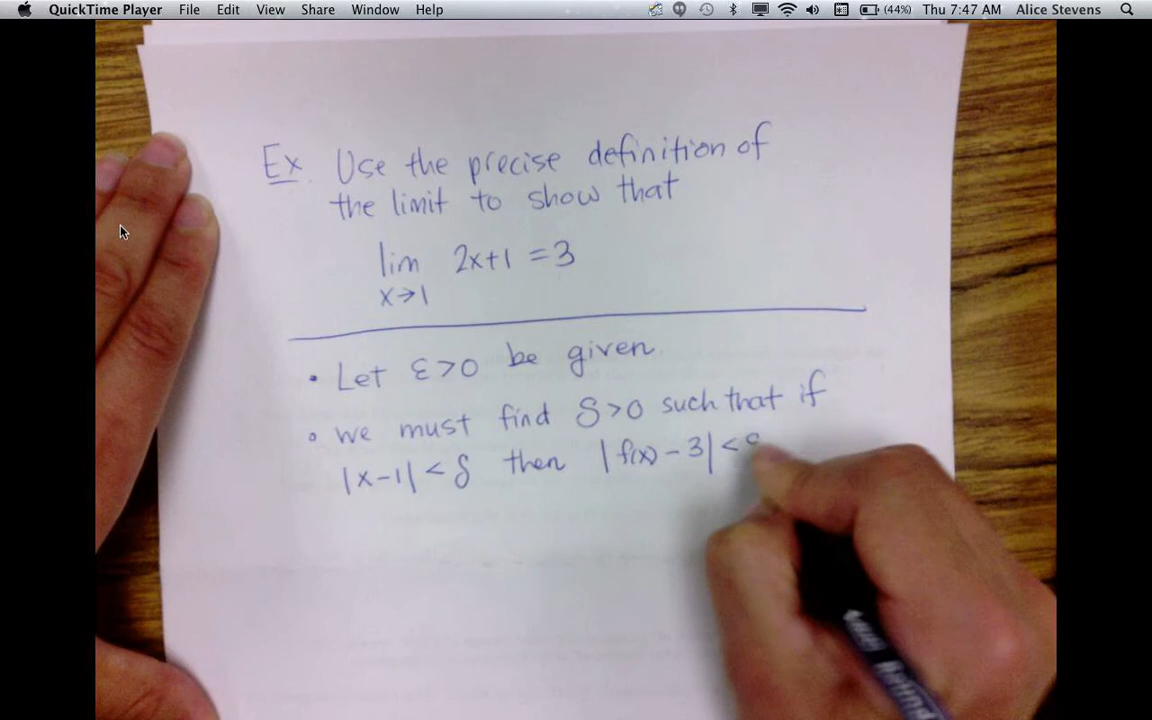 QuickTime Player File Edit View Share Window Help (44%) Thu 7:47 AM Alice Stevens
Ex. Use the precise definition of
the limit to show that
lim 2x+1 = 3
x→1
• Let ε>0 be given.
• we must find δ>0 such that if
|x-1| < δ then |f(x) - 3| <